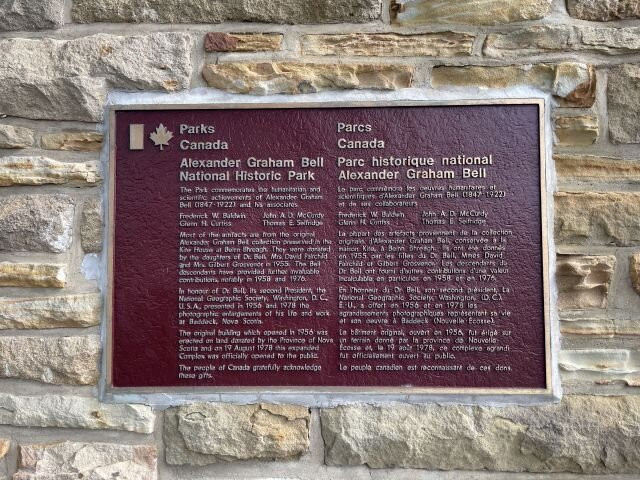 Parks
Canada
Alexander Graham Bell
National Historic Park
The Park commemorates the humanitarian and
scientific achievements of Alexander Graham
Bell (1847-1922) and his associates.
Frederick W. Baldwin John A. D. McCurdy
Glenn H. Curtiss Thomas E. Selfridge
Most of the artifacts are from the original
Alexander Graham Bell collection preserved in the
Kite House at Beinn Bhreagh. They were donated
by the daughters of Dr. Bell, Mrs. David Fairchild
and Mrs. Gilbert Grosvenor in 1955. The Bell
descendants have provided further invaluable
contributions, notably in 1958 and 1976.
In honour of Dr. Bell, its second President, the
National Geographic Society, Washington, D. C.,
U.S.A., presented in 1956 and 1978 the
photographic enlargements of his life and work
at Baddeck, Nova Scotia.
The original building which opened in 1956 was
erected on land donated by the Province of Nova
Scotia and on 19 August 1978 this expanded
Complex was officially opened to the public.
The people of Canada gratefully acknowledge
these gifts.
Parcs
Canada
Parc historique national
Alexander Graham Bell
Le parc commémore les oeuvres humanitaires et
scientifiques d'Alexander Graham Bell (1847-1922)
et de ses collaborateurs
Frederick W. Baldwin John A. D. McCurdy
Glenn H. Curtiss Thomas E. Selfridge
La plupart des artefacts proviennent de la collection
originale d'Alexander Graham Bell, conservée à la
maison Kite, à Beinn Bhreagh. Ils ont été donnés
en 1955 par les filles du Dr. Bell, Mmes David
Fairchild et Gilbert Grosvenor. Les descendants du
Dr. Bell ont fourni d'autres contributions d'une valeur
incalculable, en particulier en 1958 et en 1976.
En l'honneur du Dr. Bell, son second président, La
National Geographic Society, Washington, (D. C.),
É.-U., a offert en 1956 et en 1978 les
agrandissements photographiques représentant sa vie
et son oeuvre à Baddeck (Nouvelle-Écosse).
Le bâtiment original, ouvert en 1956, fut érigé sur
un terrain donné par la province de Nouvelle-
Écosse et, le 19 août 1978, ce complexe agrandi
fut officiellement ouvert au public.
Le peuple canadien est reconnaissant de ces dons.